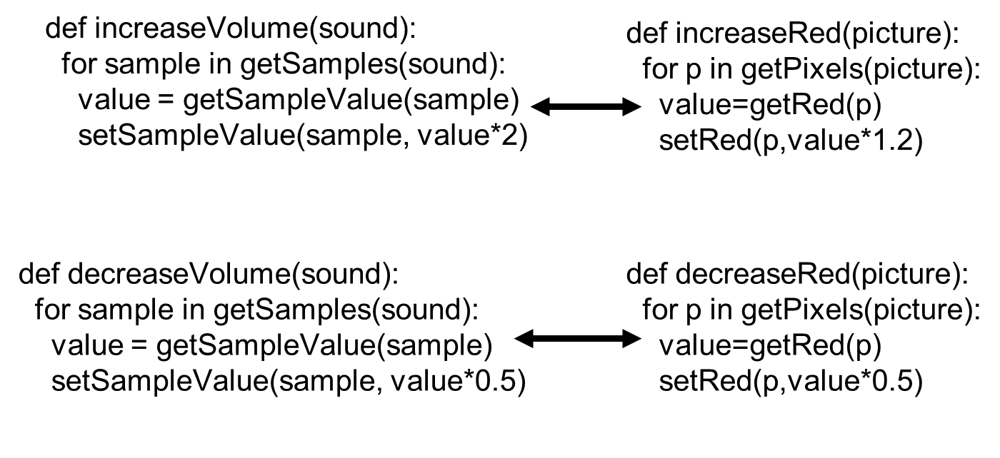 def increaseVolume(sound):
for sample in getSamples(sound):
value = getSampleValue(sample)
setSampleValue(sample, value*2)
def increaseRed(picture):
for p in getPixels(picture):
value=getRed(p)
setRed(p,value*1.2)
def decreaseVolume(sound):
for sample in getSamples(sound):
value = getSampleValue(sample)
setSampleValue(sample, value*0.5)
def decreaseRed(picture):
for p in getPixels(picture):
value=getRed(p)
setRed(p,value*0.5)